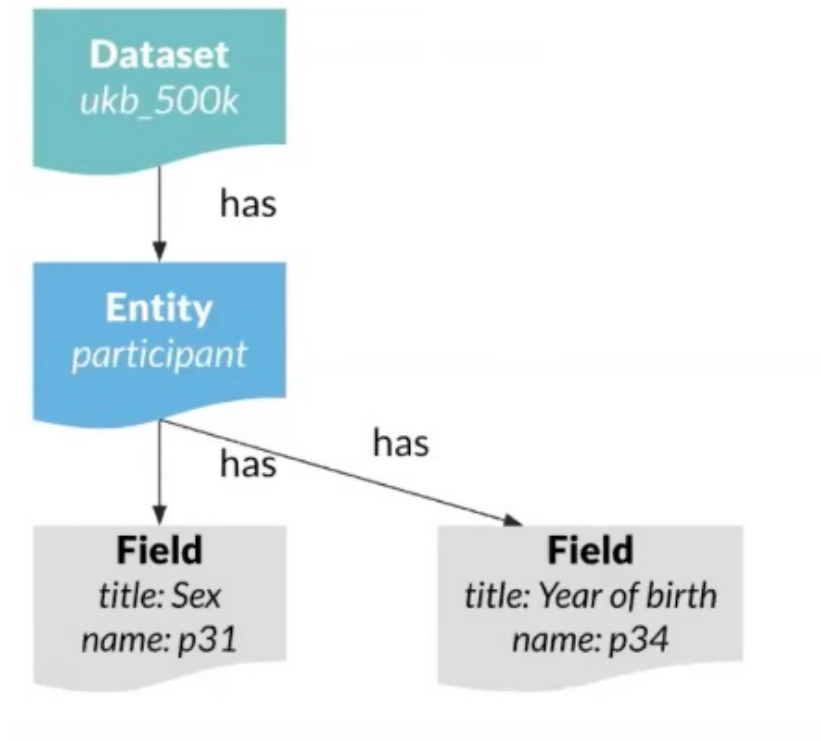 Dataset
ukb_500k
has
Entity
participant
has
has
Field
title: Sex
name: p31
Field
title: Year of birth
name: p34